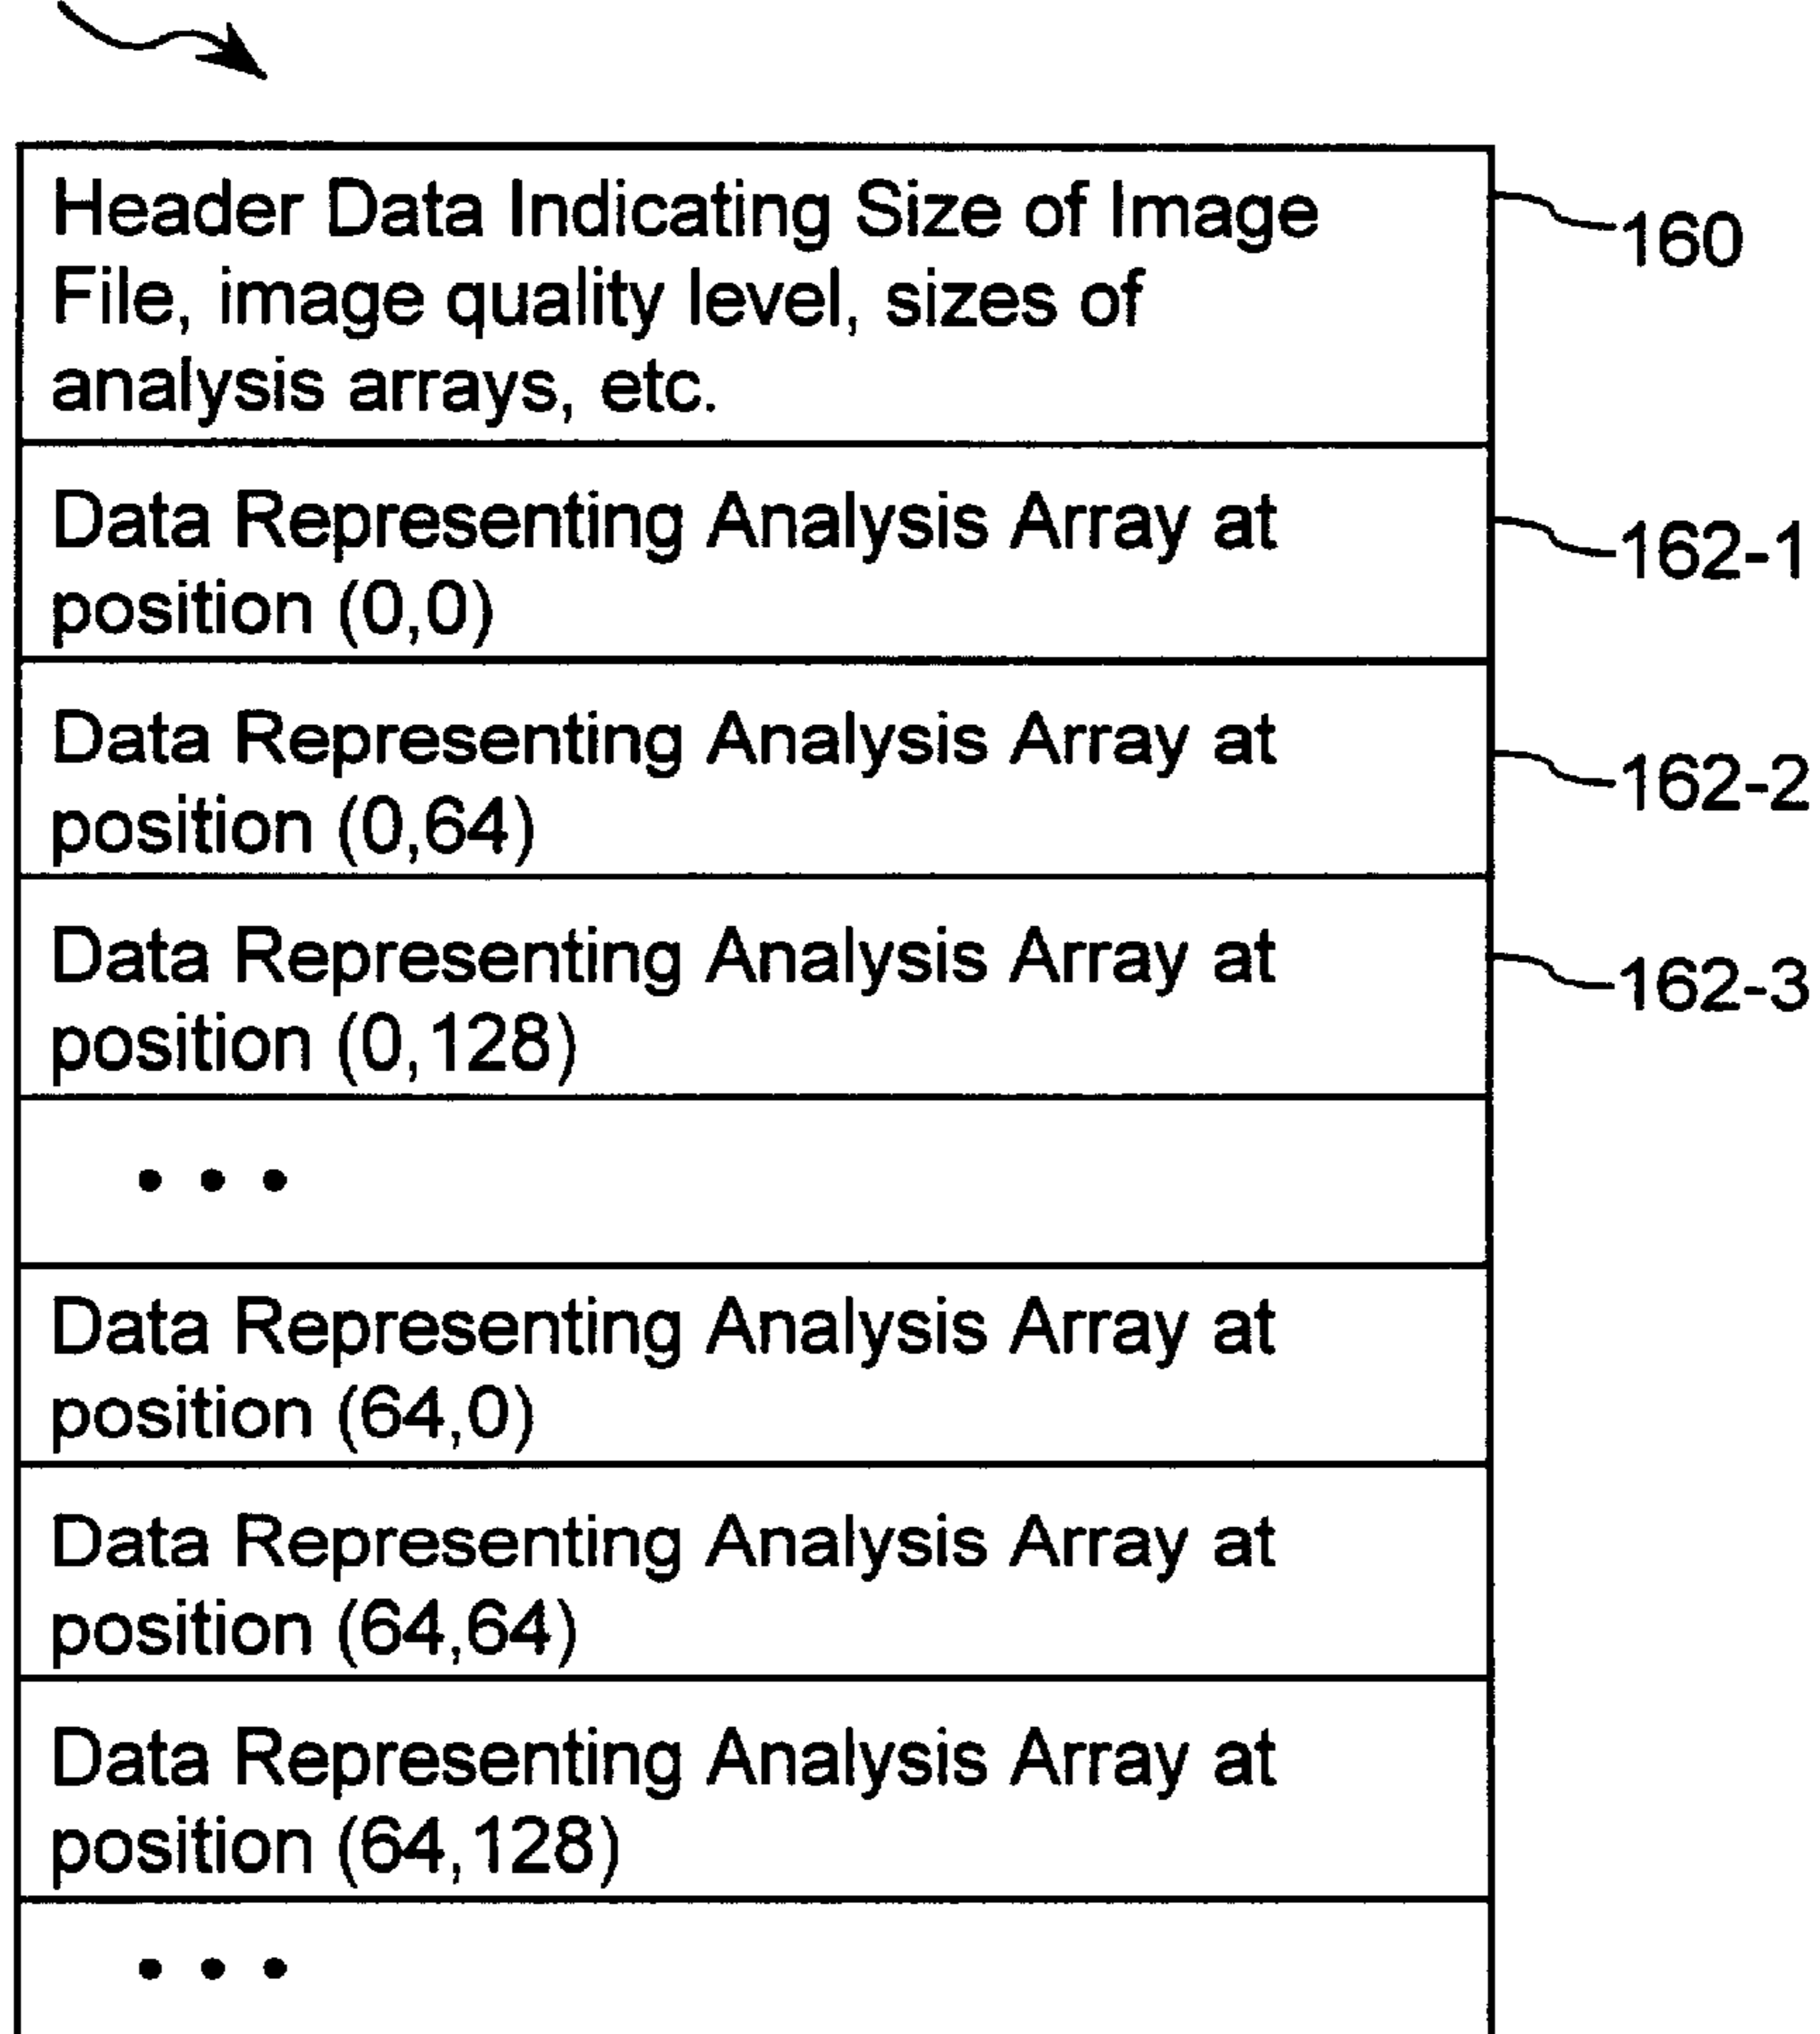 Header Data Indicating Size of Image
File, image quality level, sizes of
analysis arrays, etc.
160
Data Representing Analysis Array at
position (0,0)
162-1
Data Representing Analysis Array at
position (0,64)
162-2
Data Representing Analysis Array at
position (0,128)
162-3
• • •
Data Representing Analysis Array at
position (64,0)
Data Representing Analysis Array at
position (64,64)
Data Representing Analysis Array at
position (64,128)
• • •